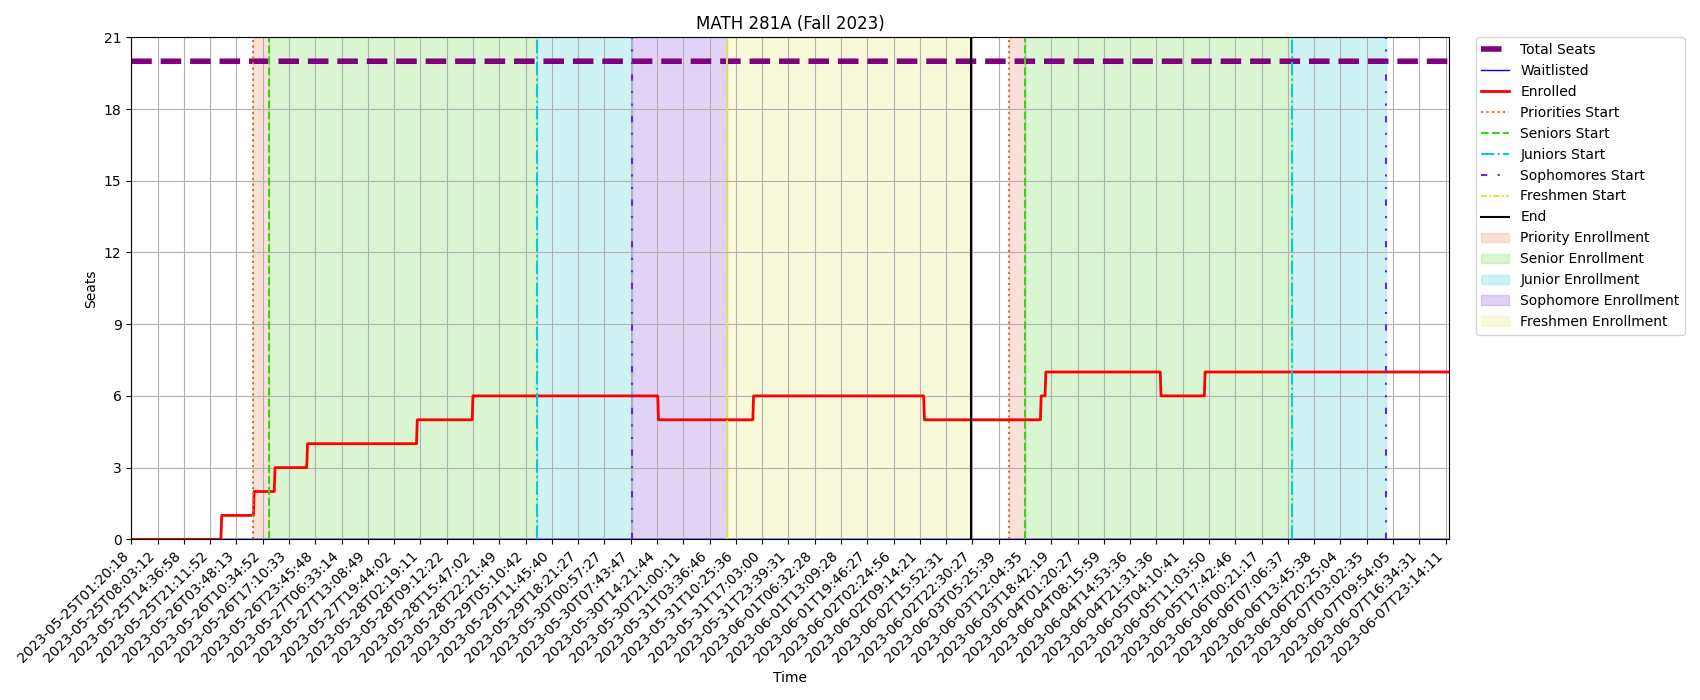 MATH 281A (Fall 2023)
21
18
15
12
9
6
3
0
Seats
2023-05-25T01:20:18
2023-05-25T08:03:12
2023-05-25T14:36:58
2023-05-25T21:11:52
2023-05-26T03:48:13
2023-05-26T10:34:52
2023-05-26T17:10:33
2023-05-26T23:45:48
2023-05-27T06:33:14
2023-05-27T13:08:49
2023-05-27T19:44:02
2023-05-28T02:19:11
2023-05-28T09:12:22
2023-05-28T15:47:02
2023-05-28T22:21:49
2023-05-29T05:10:42
2023-05-29T11:45:40
2023-05-29T18:21:27
2023-05-30T00:57:27
2023-05-30T07:43:47
2023-05-30T14:21:44
2023-05-30T21:00:11
2023-05-31T03:36:46
2023-05-31T10:25:36
2023-05-31T17:03:00
2023-05-31T23:39:31
2023-06-01T06:32:28
2023-06-01T13:09:28
2023-06-01T19:46:27
2023-06-02T02:24:56
2023-06-02T09:14:21
2023-06-02T15:52:31
2023-06-02T22:30:27
2023-06-03T05:25:39
2023-06-03T12:04:35
2023-06-03T18:42:19
2023-06-04T01:20:27
2023-06-04T08:15:59
2023-06-04T14:53:36
2023-06-04T21:31:36
2023-06-05T04:10:41
2023-06-05T11:03:50
2023-06-05T17:42:46
2023-06-06T00:21:17
2023-06-06T07:06:37
2023-06-06T13:45:38
2023-06-06T20:25:04
2023-06-07T03:02:35
2023-06-07T09:54:05
2023-06-07T16:34:31
2023-06-07T23:14:11
Time
Total Seats
Waitlisted
Enrolled
Priorities Start
Seniors Start
Juniors Start
Sophomores Start
Freshmen Start
End
Priority Enrollment
Senior Enrollment
Junior Enrollment
Sophomore Enrollment
Freshmen Enrollment